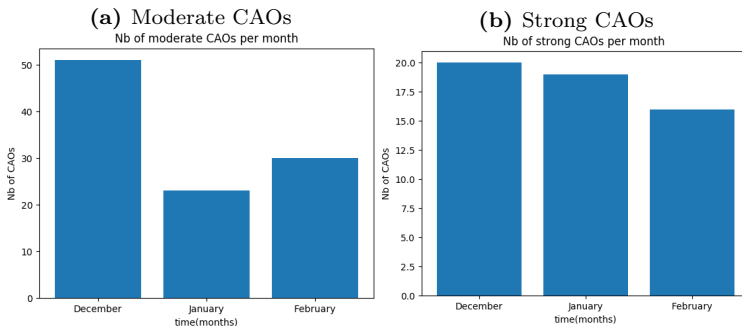 (a) Moderate CAOs
Nb of moderate CAOs per month
Nb of CAOs
50
40
30
20
10
0
December January February
time(months)
(b) Strong CAOs
Nb of strong CAOs per month
Nb of CAOs
20.0
17.5
15.0
12.5
10.0
7.5
5.0
2.5
0.0
December January February
time(months)